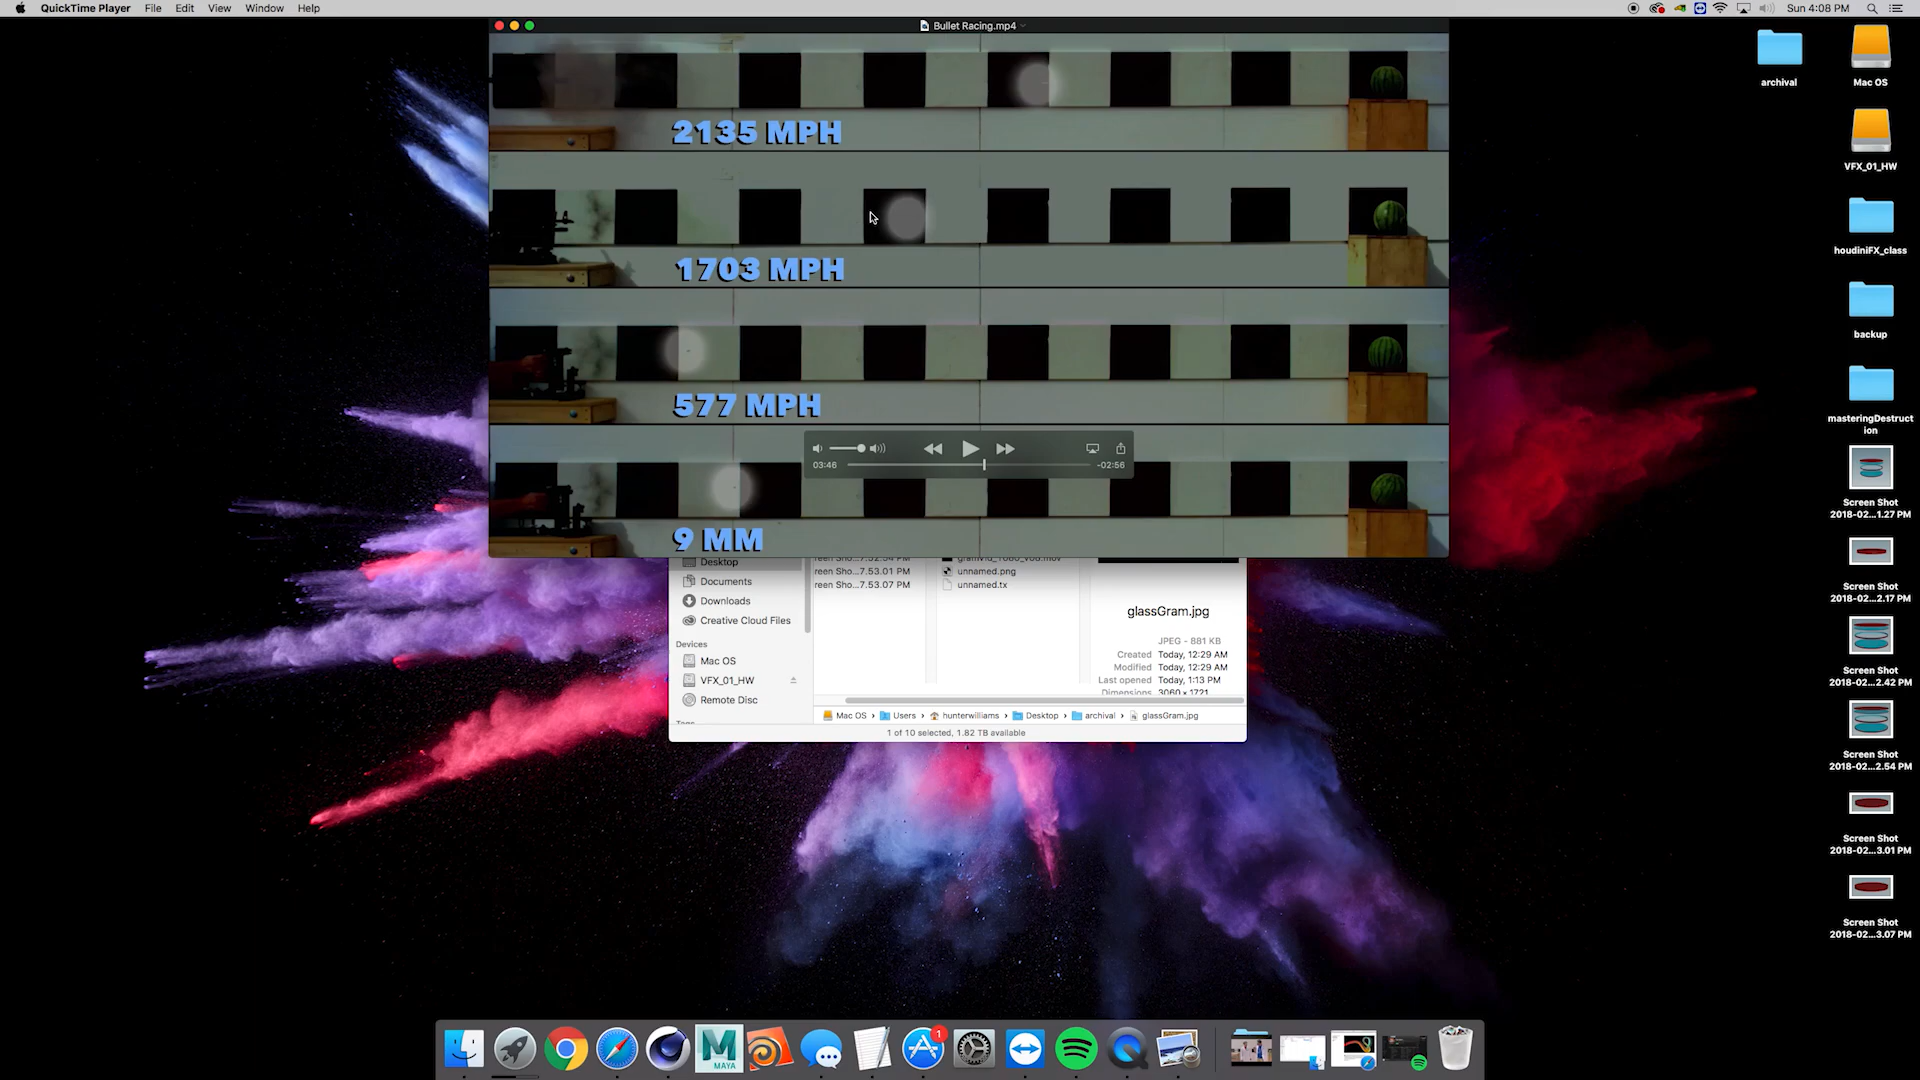 QuickTime Player File Edit View Window Help
Sun 4:08 PM
Bullet Racing.mp4
2135 MPH
1703 MPH
577 MPH
03:46
-02:56
9 MM
archival
Mac OS
VFX_01_HW
houdiniFX_class
backup
masteringDestruct
ion
Screen Shot
2018-02...1.27 PM
Screen Shot
2018-02...2.17 PM
Screen Shot
2018-02...2.42 PM
Screen Shot
2018-02...2.54 PM
Screen Shot
2018-02...3.01 PM
Screen Shot
2018-02...3.07 PM
Desktop
Documents
Downloads
Creative Cloud Files
Devices
Mac OS
VFX_01_HW
Remote Disc
reen Sho...7.53.01 PM
reen Sho...7.53.07 PM
unnamed.png
unnamed.tx
glassGram.jpg
JPEG - 881 KB
Created Today, 12:29 AM
Modified Today, 12:29 AM
Last opened Today, 1:13 PM
Dimensions 3060 × 1721
Mac OS › Users › hunterwilliams › Desktop › archival › glassGram.jpg
1 of 10 selected, 1.82 TB available
MAYA
1